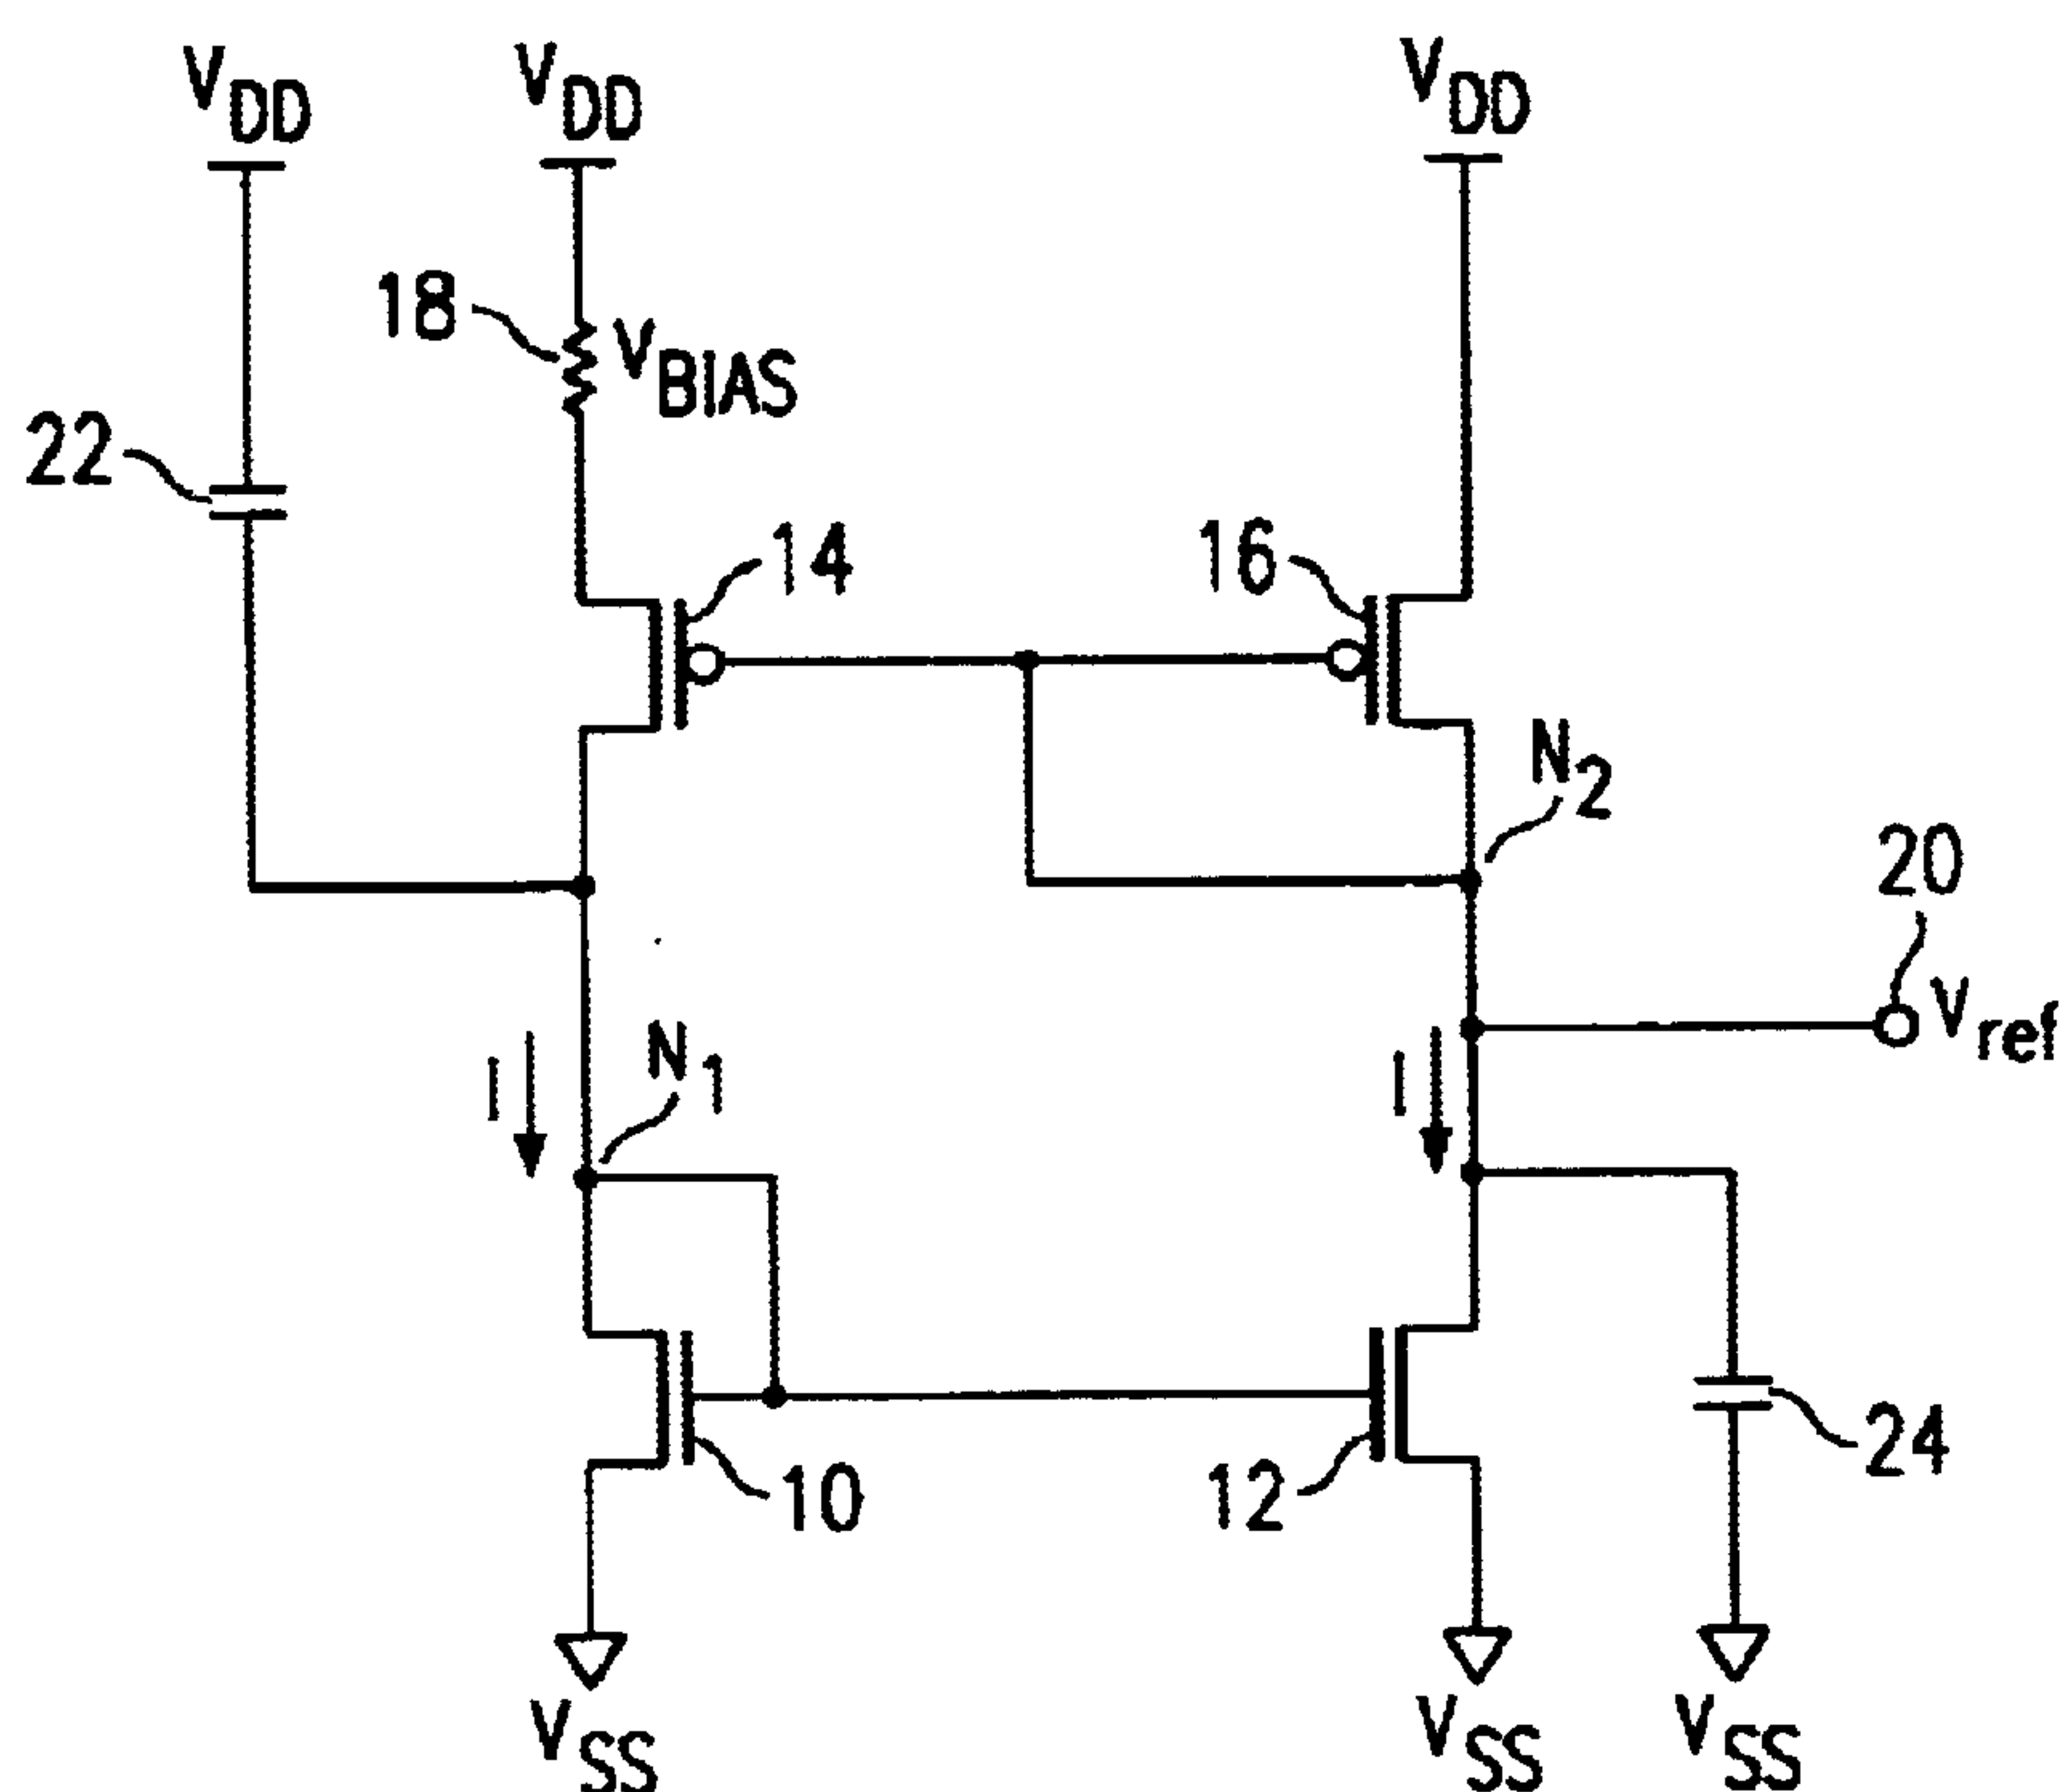 VDD VDD VDD
18 VBIAS
22
14 16
N2
20
I N1 I Vref
10 12 24
VSS VSS VSS